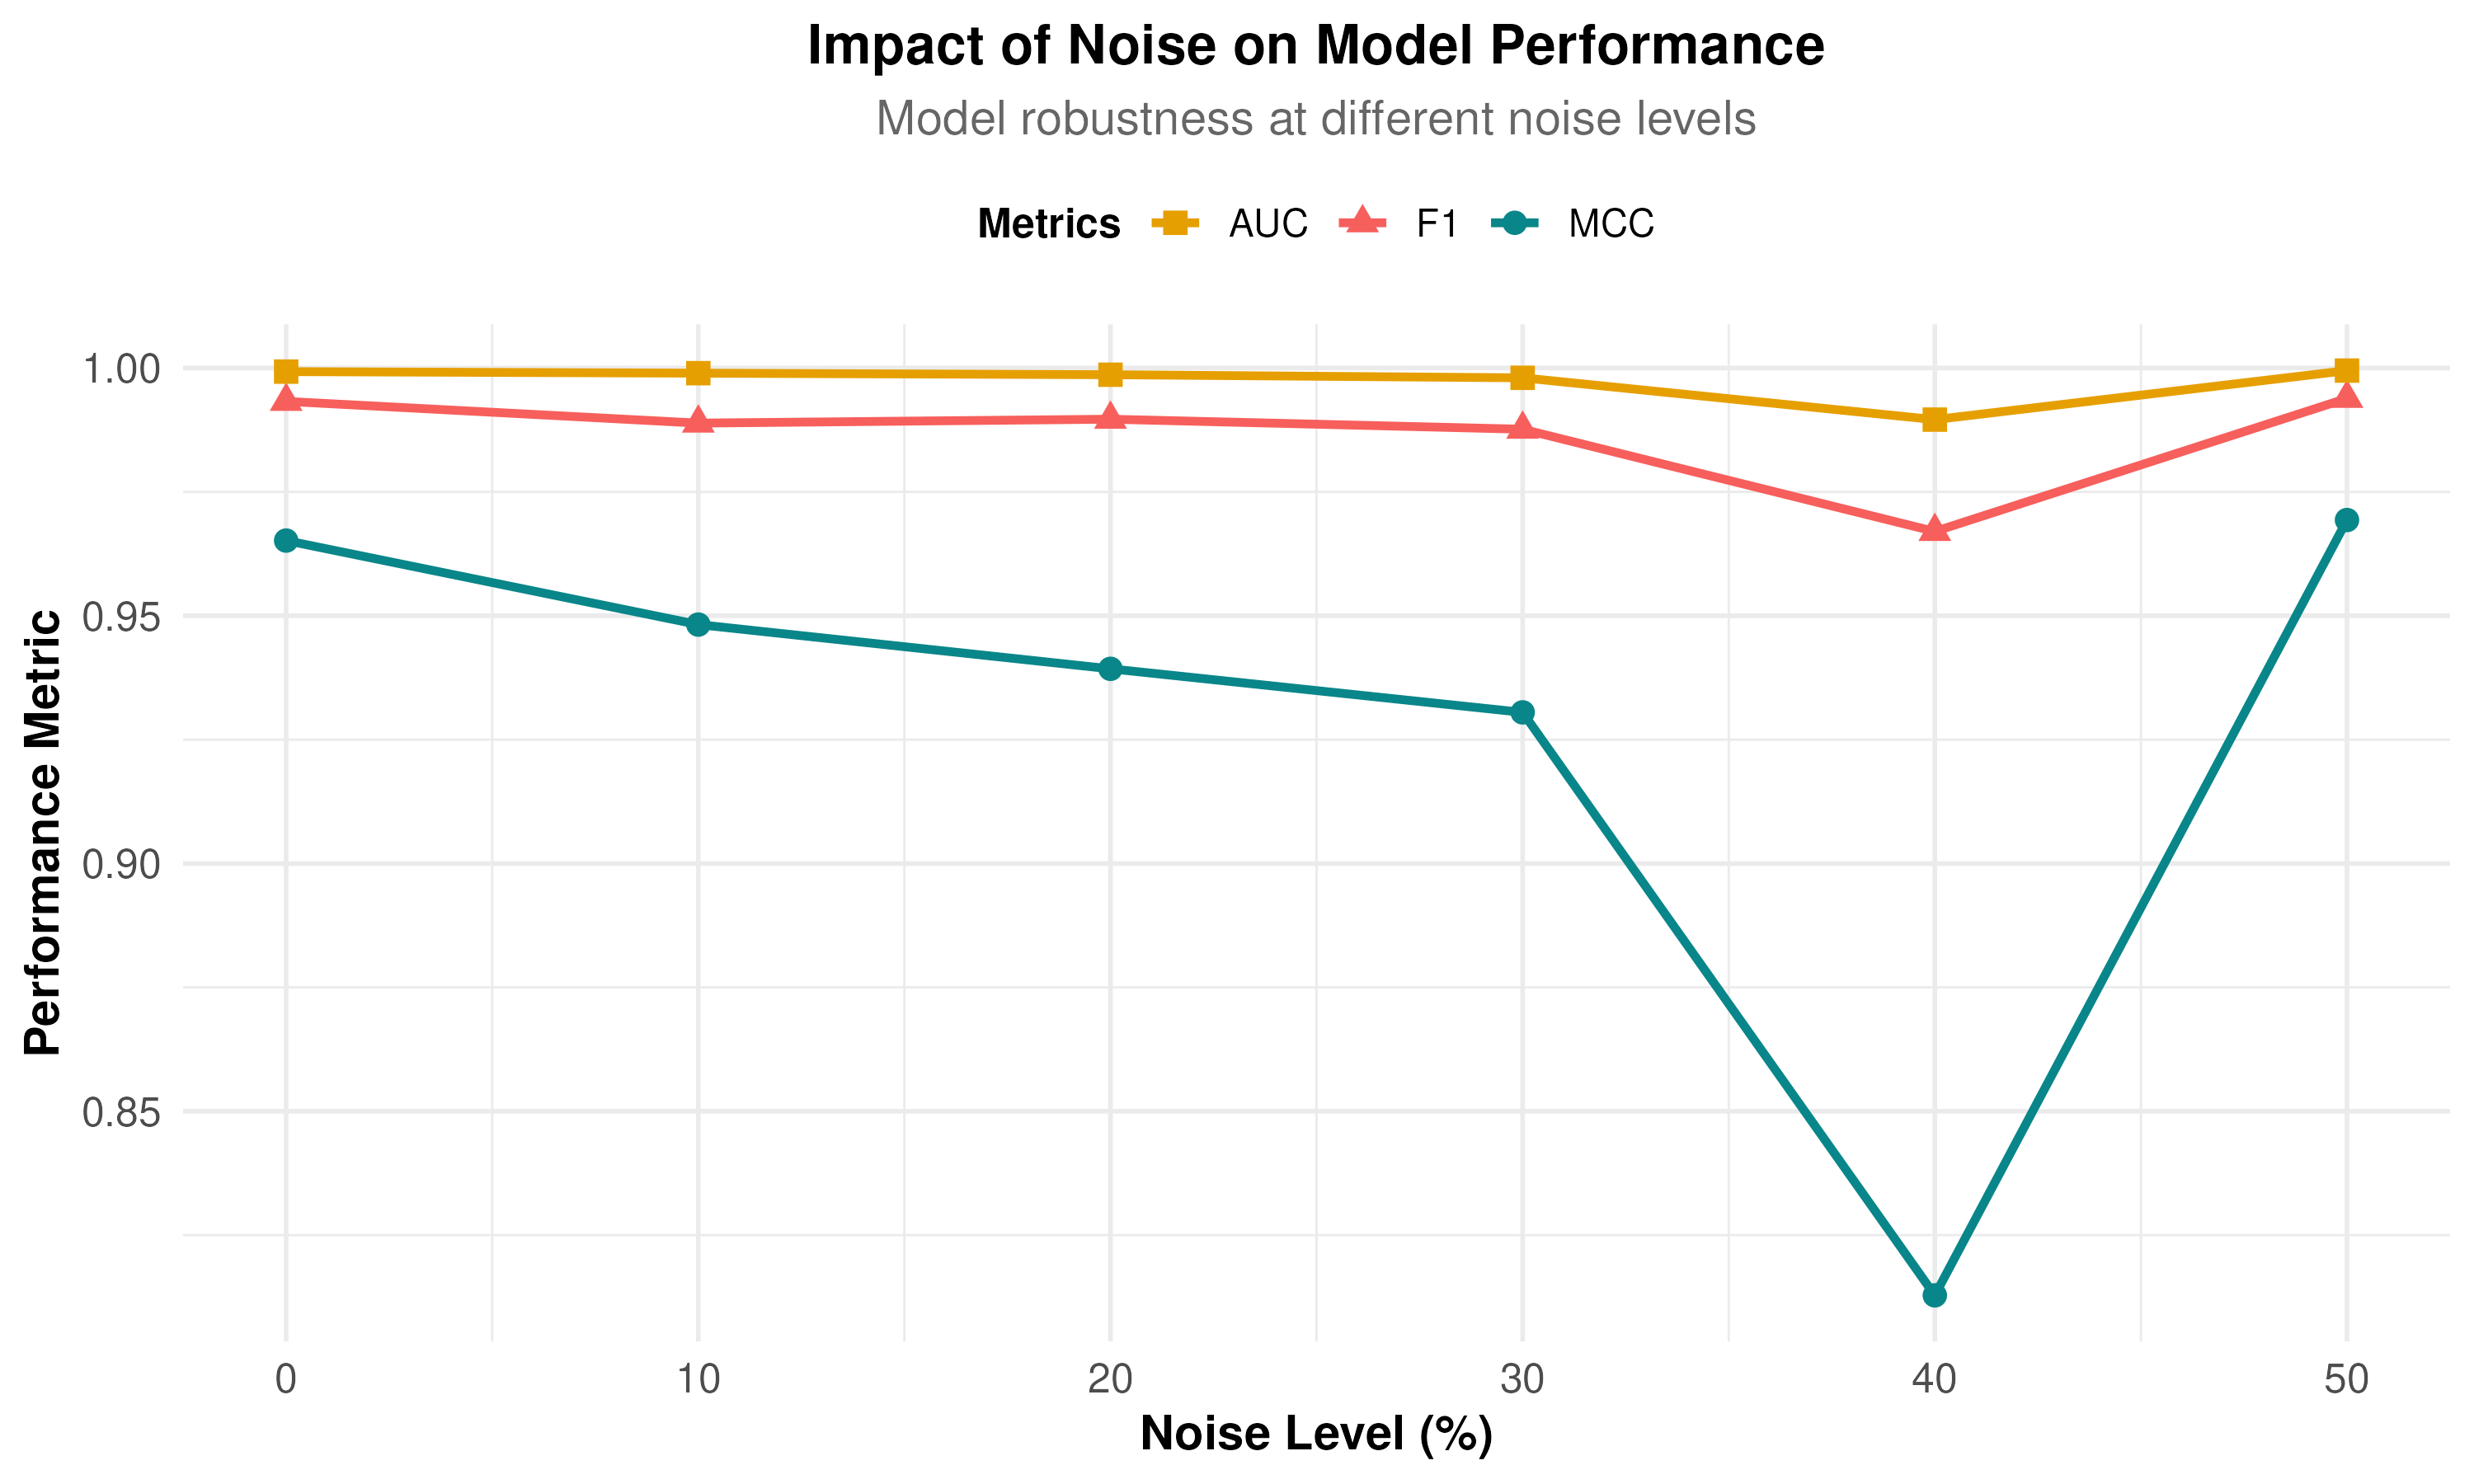 Impact of Noise on Model Performance
Model robustness at different noise levels
Metrics AUC F1 MCC
Performance Metric
1.00
0.95
0.90
0.85
0 10 20 30 40 50
Noise Level (%)